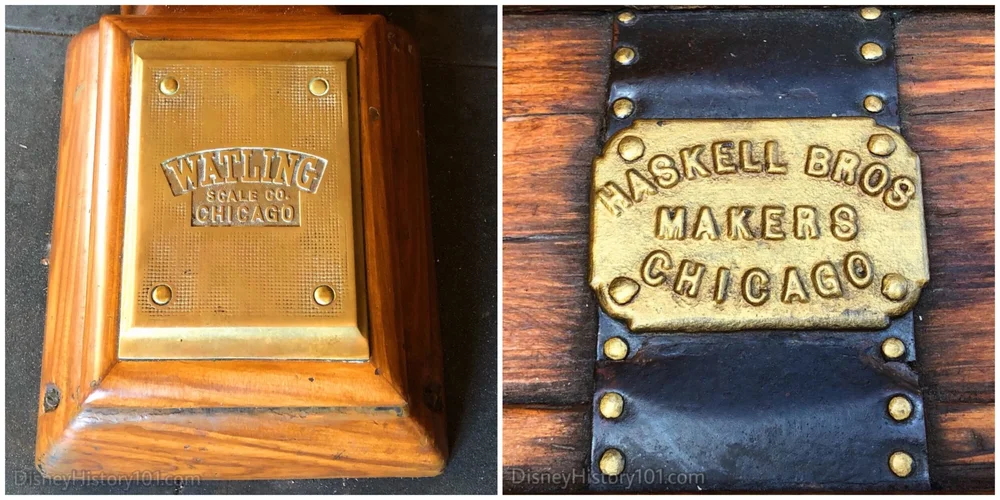 WATLING
SCALE CO.
CHICAGO
DisneyHistory101.com
HASKELL BROS
MAKERS
CHICAGO
DisneyHistory101.com